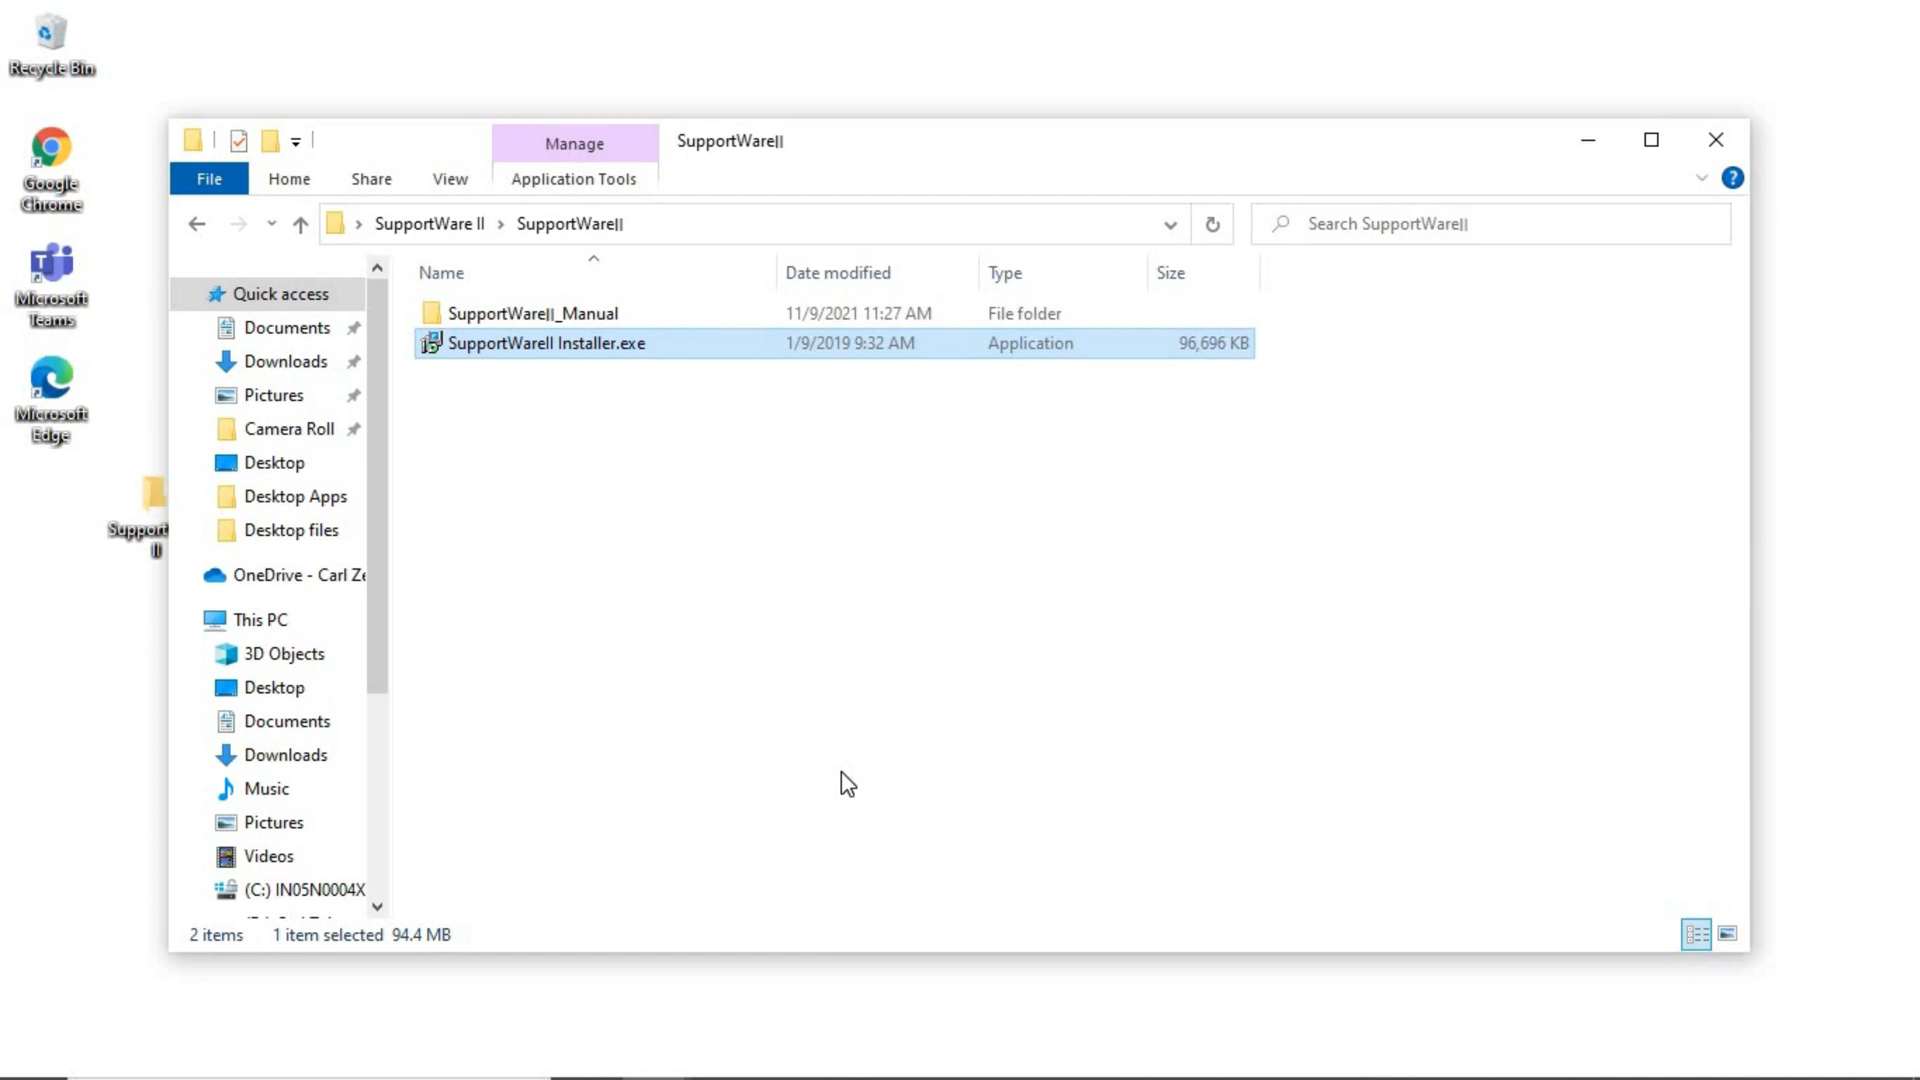 Recycle Bin
Google
Chrome
Microsoft
Teams
Microsoft
Edge
Support
II
Manage
SupportWareII
File
Home
Share
View
Application Tools
SupportWare II
SupportWareII
Search SupportWareII
Quick access
Documents
Downloads
Pictures
Camera Roll
Desktop
Desktop Apps
Desktop files
OneDrive - Carl Ze
This PC
3D Objects
Desktop
Documents
Downloads
Music
Pictures
Videos
(C:) IN05N0004X
Name
Date modified
Type
Size
SupportWareII_Manual 11/9/2021 11:27 AM File folder
SupportWareII Installer.exe 1/9/2019 9:32 AM Application 96,696 KB
2 items 1 item selected 94.4 MB